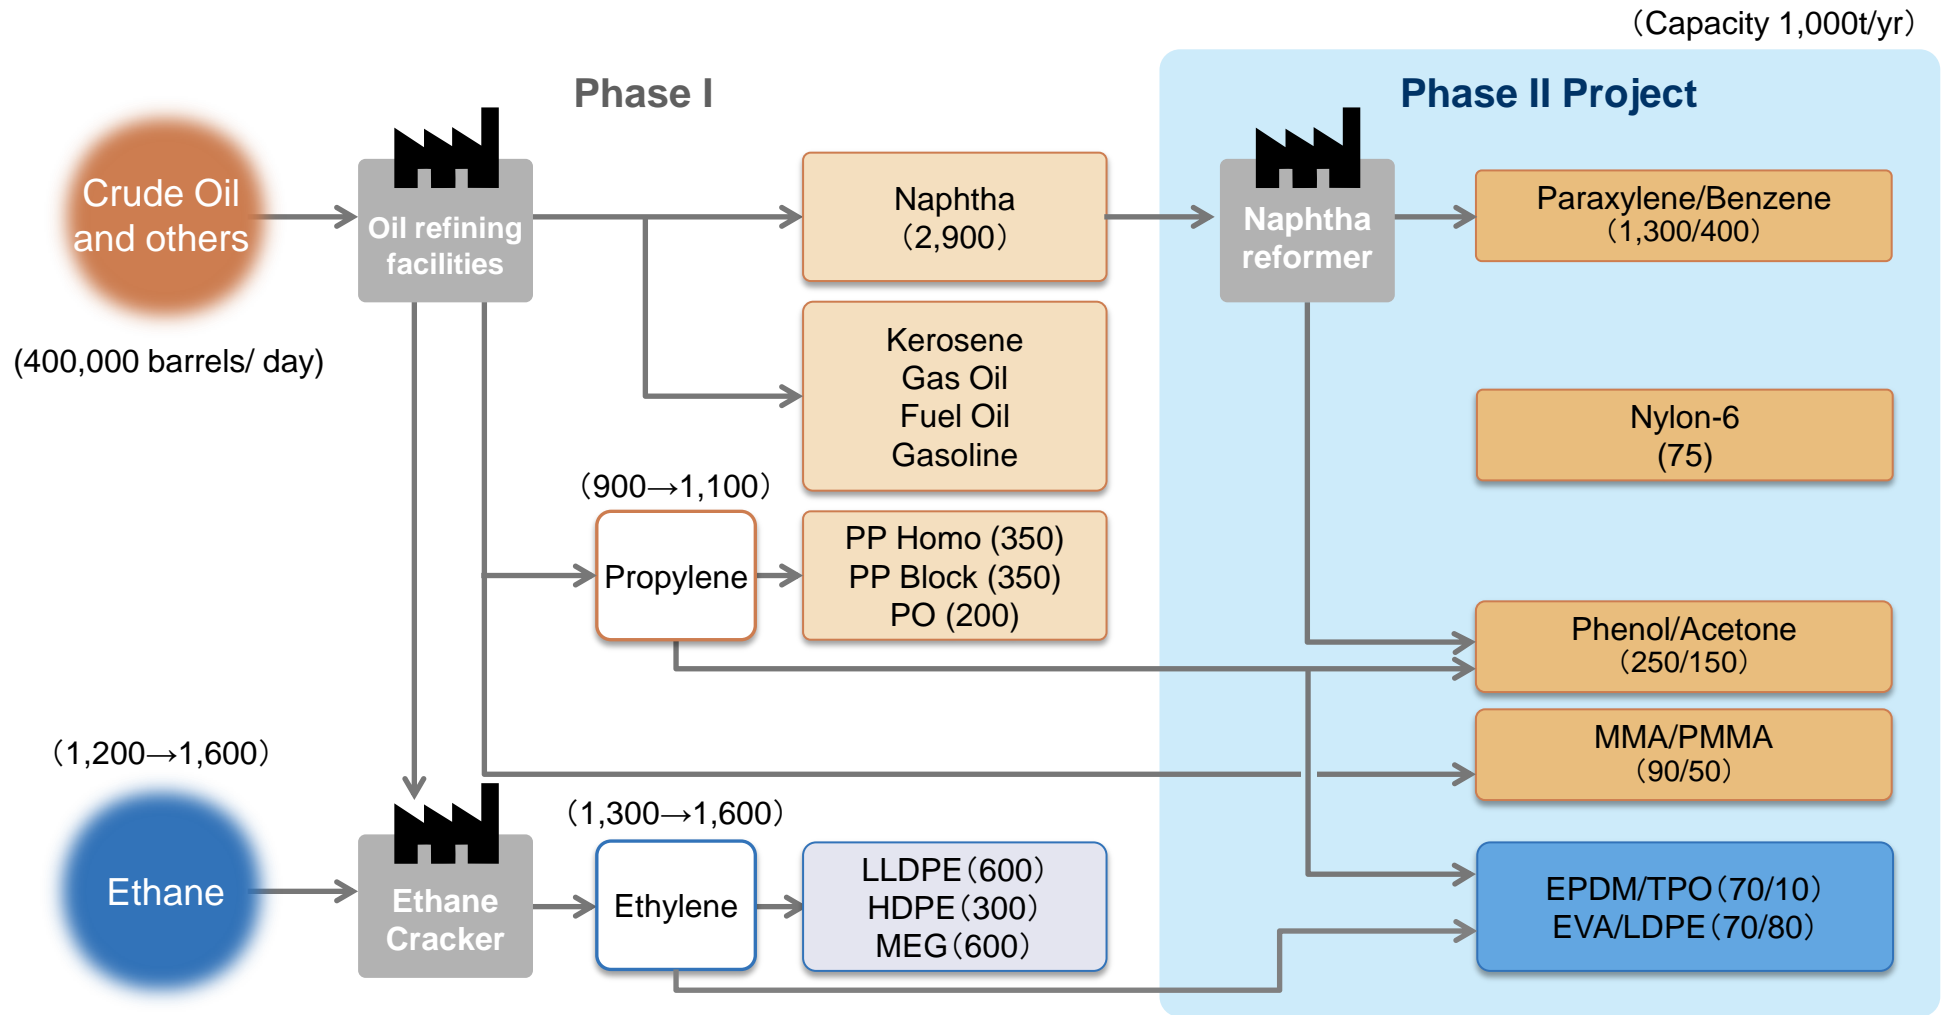 （Capacity 1,000t/yr）
Phase I
Phase II Project
Crude Oil
and others
(400,000 barrels/ day)
Oil refining
facilities
Naphtha
（2,900）
Naphtha
reformer
Paraxylene/Benzene
（1,300/400）
Kerosene
Gas Oil
Fuel Oil
Gasoline
Nylon-6
(75)
（900→1,100）
Propylene
PP Homo (350)
PP Block (350)
PO (200)
Phenol/Acetone
（250/150）
MMA/PMMA
（90/50）
（1,200→1,600）
Ethane
Ethane
Cracker
（1,300→1,600）
Ethylene
LLDPE（600）
HDPE（300）
MEG（600）
EPDM/TPO（70/10）
EVA/LDPE（70/80）